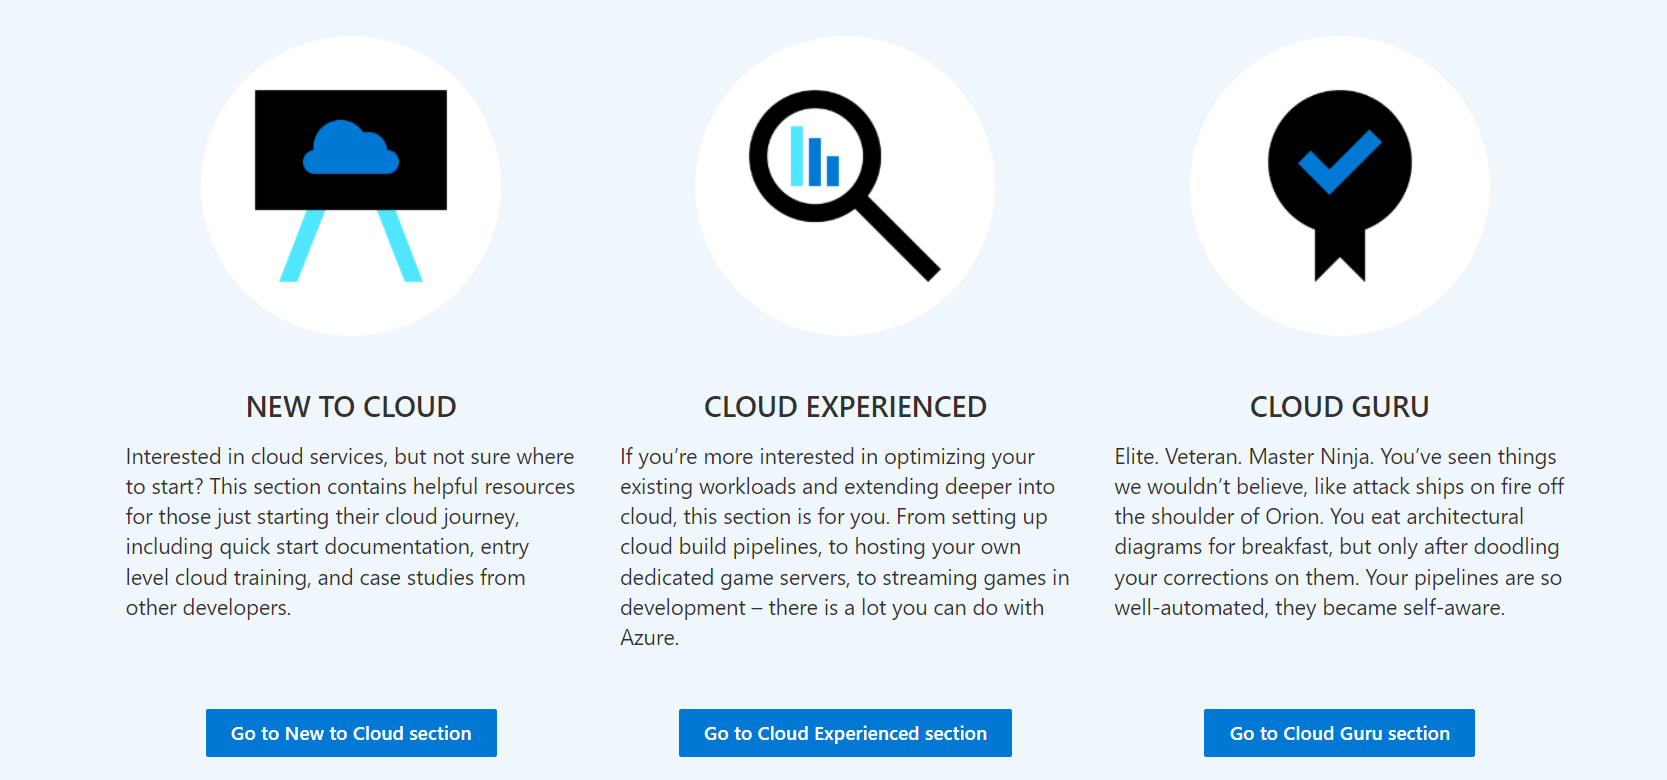 NEW TO CLOUD
Interested in cloud services, but not sure where
to start? This section contains helpful resources
for those just starting their cloud journey,
including quick start documentation, entry
level cloud training, and case studies from
other developers.
Go to New to Cloud section
CLOUD EXPERIENCED
If you’re more interested in optimizing your
existing workloads and extending deeper into
cloud, this section is for you. From setting up
cloud build pipelines, to hosting your own
dedicated game servers, to streaming games in
development – there is a lot you can do with
Azure.
Go to Cloud Experienced section
CLOUD GURU
Elite. Veteran. Master Ninja. You’ve seen things
we wouldn’t believe, like attack ships on fire off
the shoulder of Orion. You eat architectural
diagrams for breakfast, but only after doodling
your corrections on them. Your pipelines are so
well-automated, they became self-aware.
Go to Cloud Guru section